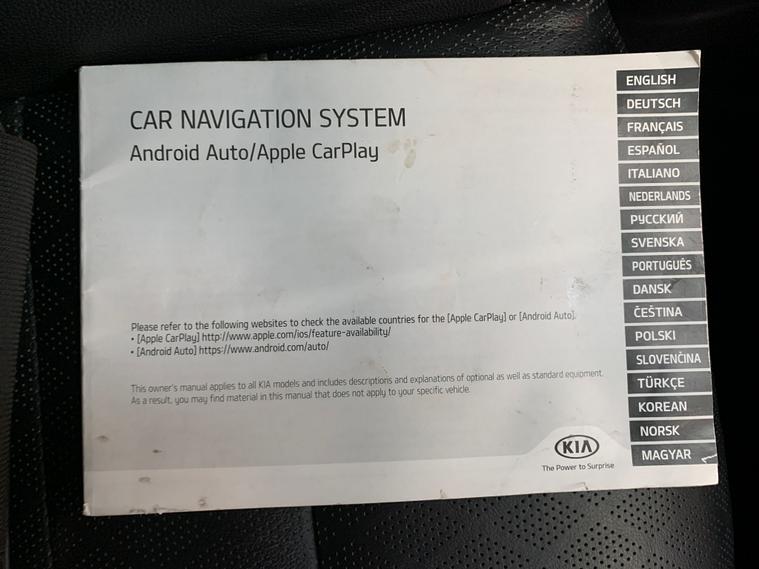 CAR NAVIGATION SYSTEM
Android Auto/Apple CarPlay
Please refer to the following websites to check the available countries for the [Apple CarPlay] or [Android Auto].
• [Apple CarPlay] http://www.apple.com/ios/feature-availability/
• [Android Auto] https://www.android.com/auto/
This owner's manual applies to all KIA models and includes descriptions and explanations of optional as well as standard equipment.
As a result, you may find material in this manual that does not apply to your specific vehicle.
KIA
The Power to Surprise
ENGLISH
DEUTSCH
FRANÇAIS
ESPAÑOL
ITALIANO
NEDERLANDS
РУССКИЙ
SVENSKA
PORTUGUÊS
DANSK
ČEŠTINA
POLSKI
SLOVENČINA
TÜRKÇE
KOREAN
NORSK
MAGYAR